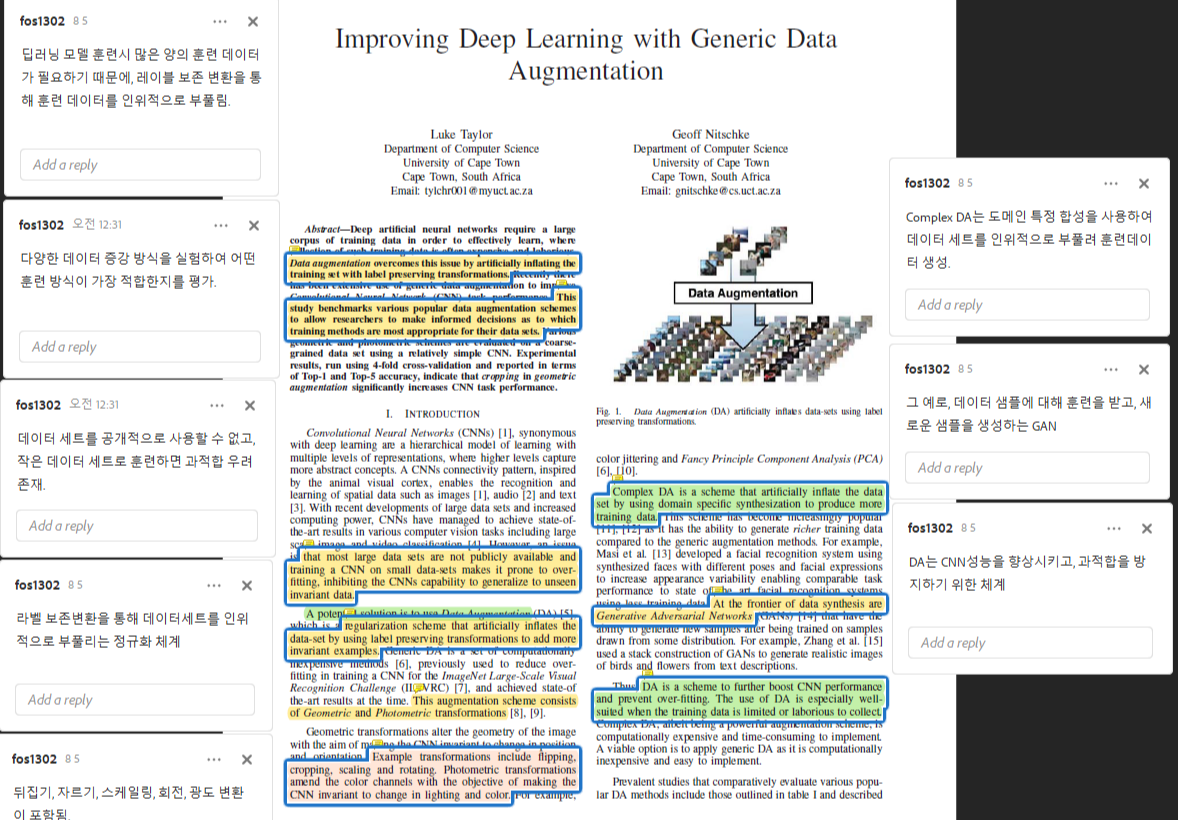 fos1302 8 5
딥러닝 모델 훈련시 많은 양의 훈련 데이터
가 필요하기 때문에, 레이블 보존 변환을 통
해 훈련 데이터를 인위적으로 부풀림.
Add a reply
fos1302 오전 12:31
다양한 데이터 증강 방식을 실험하여 어떤
훈련 방식이 가장 적합한지를 평가.
Add a reply
fos1302 오전 12:31
데이터 세트를 공개적으로 사용할 수 없고,
작은 데이터 세트로 훈련하면 과적합 우려
존재.
Add a reply
fos1302 8 5
라벨 보존변환을 통해 데이터세트를 인위
적으로 부풀리는 정규화 체계
Add a reply
fos1302 8 5
뒤집기, 자르기, 스케일링, 회전, 광도 변환
이 포함됨.
Improving Deep Learning with Generic Data
Augmentation
Luke Taylor
Department of Computer Science
University of Cape Town
Cape Town, South Africa
Email: tylchr001@myuct.ac.za
Geoff Nitschke
Department of Computer Science
University of Cape Town
Cape Town, South Africa
Email: gnitschke@cs.uct.ac.za
Abstract—Deep artificial neural networks require a large
corpus of training data in order to effectively learn, where
Data augmentation overcomes this issue by artificially inflating the
training set with label preserving transformations. Recently there
has been extensive use of generic data augmentation to
Convolutional Neural Network (CNN) task performance. This
study benchmarks various popular data augmentation schemes
to allow researchers to make informed decisions as to which
training methods are most appropriate for their data sets. Various
geometric and photometric schemes are evaluated on a coarse-
grained data set using a relatively simple CNN. Experimental
results, run using 4-fold cross-validation and reported in terms
of Top-1 and Top-5 accuracy, indicate that cropping in geometric
augmentation significantly increases CNN task performance.
I. INTRODUCTION
Convolutional Neural Networks (CNNs) [1], synonymous
with deep learning are a hierarchical model of learning with
multiple levels of representations, where higher levels capture
more abstract concepts. A CNNs connectivity pattern, inspired
by the animal visual cortex, enables the recognition and
learning of spatial data such as images [1], audio [2] and text
[3]. With recent developments of large data sets and increased
computing power, CNNs have managed to achieve state-of-
the-art results in various computer vision tasks including large
image and video classification [4]. However, an issue
is that most large data sets are not publicly available and
training a CNN on small data-sets makes it prone to over-
fitting, inhibiting the CNNs capability to generalize to unseen
invariant data.
A solution is to use Data Augmentation (DA) [5],
which is a regularization scheme that artificially inflates the
data-set by using label preserving transformations to add more
invariant examples. Generic DA is a set of computationally
inexpensive methods [6], previously used to reduce over-
fitting in training a CNN for the ImageNet Large-Scale Visual
Recognition Challenge [7], and achieved state-of
the-art results at the time. This augmentation scheme consists
of Geometric and Photometric transformations [8], [9].
Geometric transformations alter the geometry of the image
with the aim of the CNN invariant to change in position
and orientation. Example transformations include flipping,
cropping, scaling and rotating. Photometric transformations
amend the color channels with the objective of making the
CNN invariant to change in lighting and color. For example,
Data Augmentation
Fig. 1. Data Augmentation (DA) artificially inflates data-sets using label
preserving transformations.
color jittering and Fancy Principle Component Analysis (PCA)
[6], [10].
Complex DA is a scheme that artificially inflate the data
set by using domain specific synthesization to produce more
training data. This scheme has become increasingly popular
[11], [12] as it has the ability to generate richer training data
compared to the generic augmentation methods. For example,
Masi et al. [13] developed a facial recognition system using
synthesized faces with different poses and facial expressions
to increase appearance variability enabling comparable task
performance to state of art facial recognition systems
using less training data. At the frontier of data synthesis are
Generative Adversarial Networks (GANs) [14] that have the
ability to generate new samples after being trained on samples
drawn from some distribution. For example, Zhang et al. [15]
used a stack construction of GANs to generate realistic images
of birds and flowers from text descriptions.
Thus DA is a scheme to further boost CNN performance
and prevent over-fitting. The use of DA is especially well-
suited when the training data is limited or laborious to collect.
Complex DA, albeit being a powerful augmentation scheme, is
computationally expensive and time-consuming to implement.
A viable option is to apply generic DA as it is computationally
inexpensive and easy to implement.
Prevalent studies that comparatively evaluate various popu-
lar DA methods include those outlined in table I and described
fos1302 8 5
Complex DA는 도메인 특정 합성을 사용하여
데이터 세트를 인위적으로 부풀려 훈련데이
터 생성.
Add a reply
fos1302 8 5
그 예로, 데이터 샘플에 대해 훈련을 받고, 새
로운 샘플을 생성하는 GAN
Add a reply
fos1302 8 5
DA는 CNN성능을 향상시키고, 과적합을 방
지하기 위한 체계
Add a reply